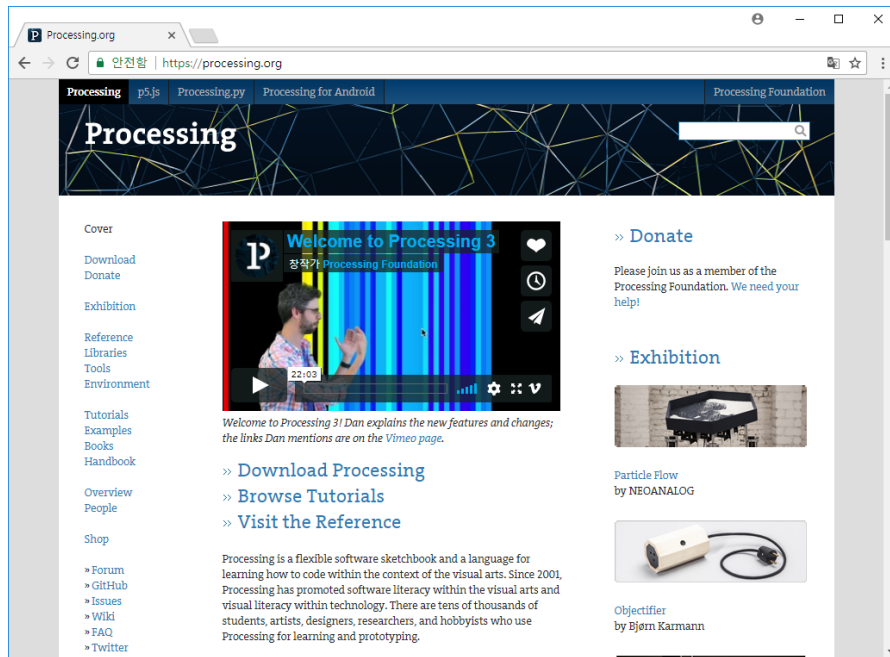 Processing.org
안전함 | https://processing.org
Processing p5.js Processing.py Processing for Android Processing Foundation
Processing
Cover
Download
Donate
Exhibition
Reference
Libraries
Tools
Environment
Tutorials
Examples
Books
Handbook
Overview
People
Shop
» Forum
» GitHub
» Issues
» Wiki
» FAQ
» Twitter
Welcome to Processing 3
창작가 Processing Foundation
22:03
Welcome to Processing 3! Dan explains the new features and changes;
the links Dan mentions are on the Vimeo page.
» Download Processing
» Browse Tutorials
» Visit the Reference
Processing is a flexible software sketchbook and a language for
learning how to code within the context of the visual arts. Since 2001,
Processing has promoted software literacy within the visual arts and
visual literacy within technology. There are tens of thousands of
students, artists, designers, researchers, and hobbyists who use
Processing for learning and prototyping.
» Donate
Please join us as a member of the
Processing Foundation. We need your
help!
» Exhibition
Particle Flow
by NEOANALOG
Objectifier
by Bjørn Karmann